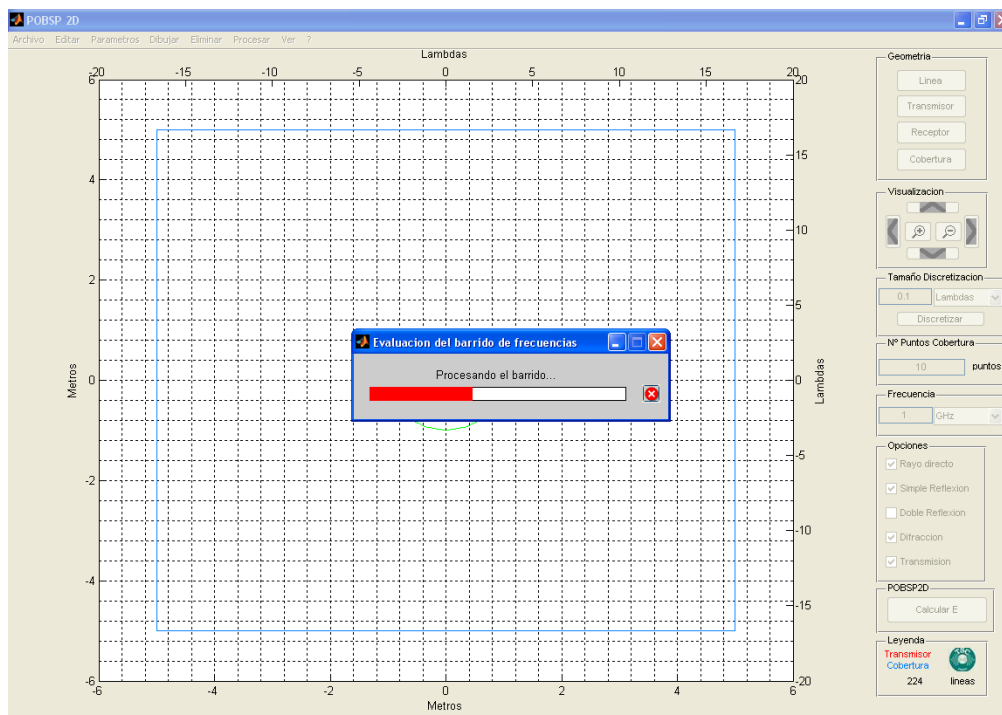 POBSP 2D
Archivo Editar Parametros Dibujar Eliminar Procesar Ver ?
Lambdas
-20 -15 -10 -5 0 5 10 15 20
6
4
2
0
-2
-4
-6
Metros
20
15
10
5
0
-5
-10
-15
-20
Lambdas
-6 -4 -2 0 2 4 6
Metros
Evaluacion del barrido de frecuencias
Procesando el barrido...
Geometria
Linea
Transmisor
Receptor
Cobertura
Visualizacion
Tamaño Discretizacion
0.1 Lambdas
Discretizar
Nº Puntos Cobertura
10 puntos
Frecuencia
1 GHz
Opciones
Rayo directo
Simple Reflexion
Doble Reflexion
Difraccion
Transmision
POBSP2D
Calcular E
Leyenda
Transmisor
Cobertura
224 lineas